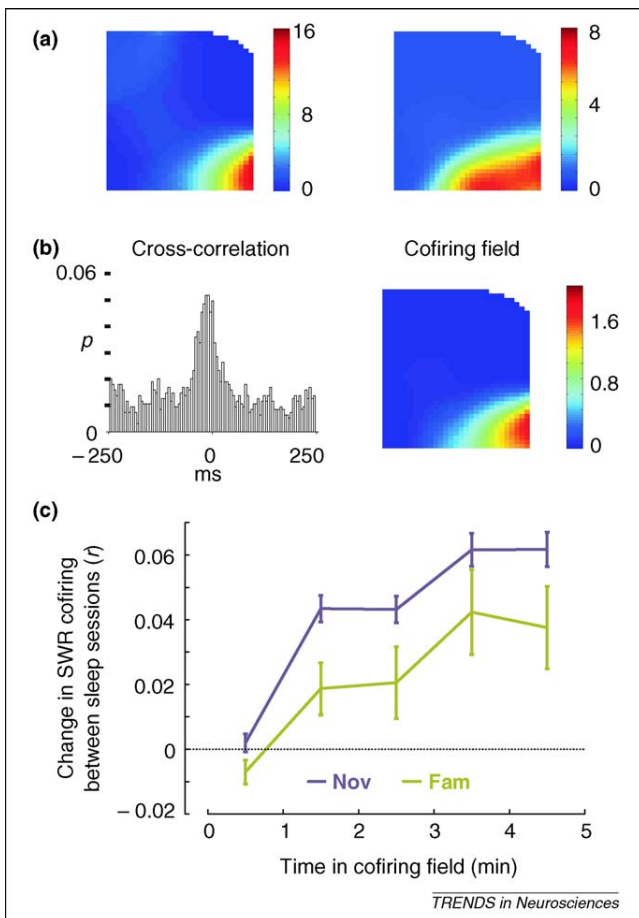 (a)
16
8
0
8
4
0
(b)
Cross-correlation
Cofiring field
0.06
p
0
−250
0
250
ms
1.6
0.8
0
(c)
Change in SWR cofiring
between sleep sessions (r)
0.06
0.04
0.02
0
−0.02
Nov
Fam
0
1
2
3
4
5
Time in cofiring field (min)
TRENDS in Neurosciences